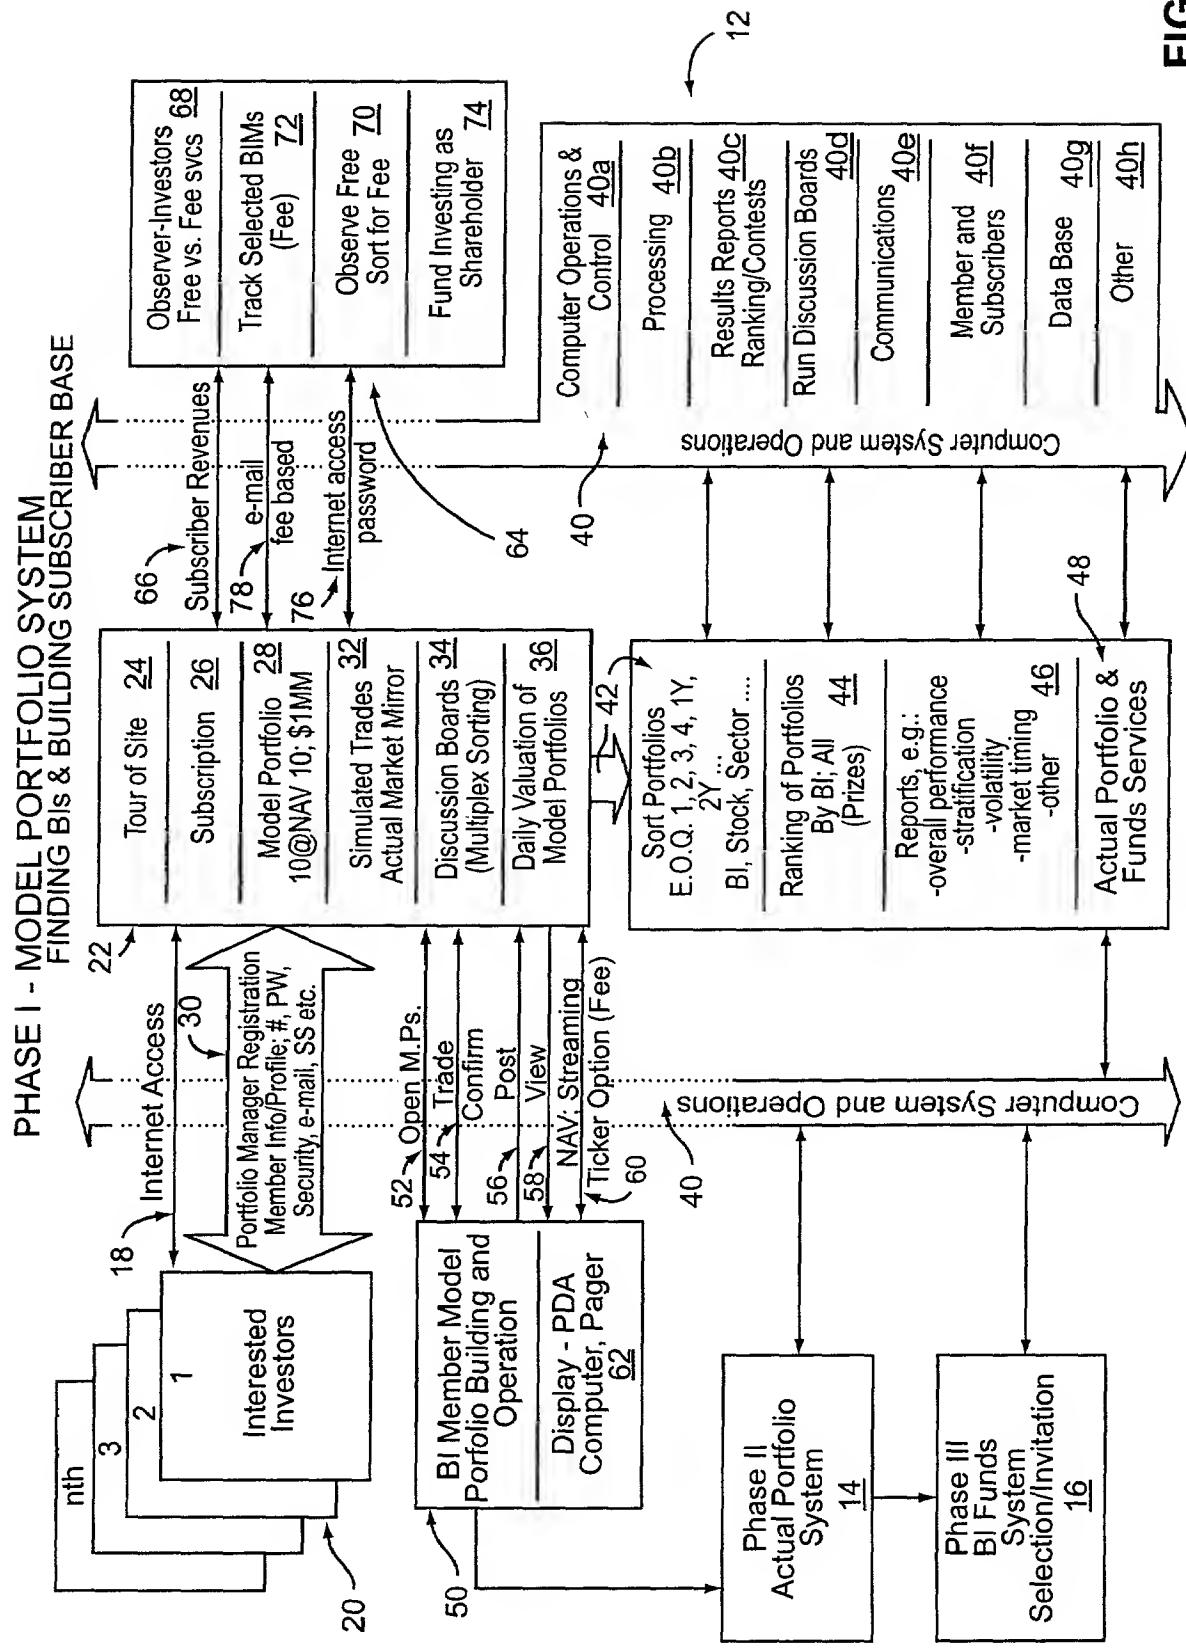 PHASE I - MODEL PORTFOLIO SYSTEM
FINDING BIs & BUILDING SUBSCRIBER BASE
nth
3
2
1
Interested
Investors
20
18
Internet Access
30
Portfolio Manager Registration
Member Info/Profile; #, PW,
Security, e-mail, SS etc.
22
Tour of Site 24
Subscription 26
Model Portfolio 28
10@NAV 10; $1MM
Simulated Trades 32
Actual Market Mirror
Discussion Boards 34
(Multiplex Sorting)
Daily Valuation of 36
Model Portfolios
66
Subscriber Revenues
78
e-mail
fee based
76
Internet access
password
64
Observer-Investors
Free vs. Fee svcs 68
Track Selected BIMs
(Fee) 72
Observe Free 70
Sort for Fee
Fund Investing as
Shareholder 74
50
BI Member Model
Porfolio Building and
Operation
Display - PDA
Computer, Pager
62
52
Open M.Ps.
54
Trade
Confirm
56
Post
58
View
NAV; Streaming
Ticker Option (Fee)
60
40
Computer System and Operations
42
Sort Portfolios
E.O.Q. 1, 2, 3, 4, 1Y,
2Y ...
BI, Stock, Sector ....
Ranking of Portfolios
By BI; All 44
(Prizes)
Reports, e.g.:
-overall performance
-stratification
-volatility
-market timing 46
-other
Actual Portfolio &
Funds Services
48
40
Computer System and Operations
Computer Operations &
Control 40a
Processing 40b
Results Reports 40c
Ranking/Contests
Run Discussion Boards
40d
Communications
40e
Member and
Subscribers 40f
Data Base 40g
Other 40h
12
Phase II
Actual Portfolio
System
14
Phase III
BI Funds
System
Selection/Invitation
16
FIG